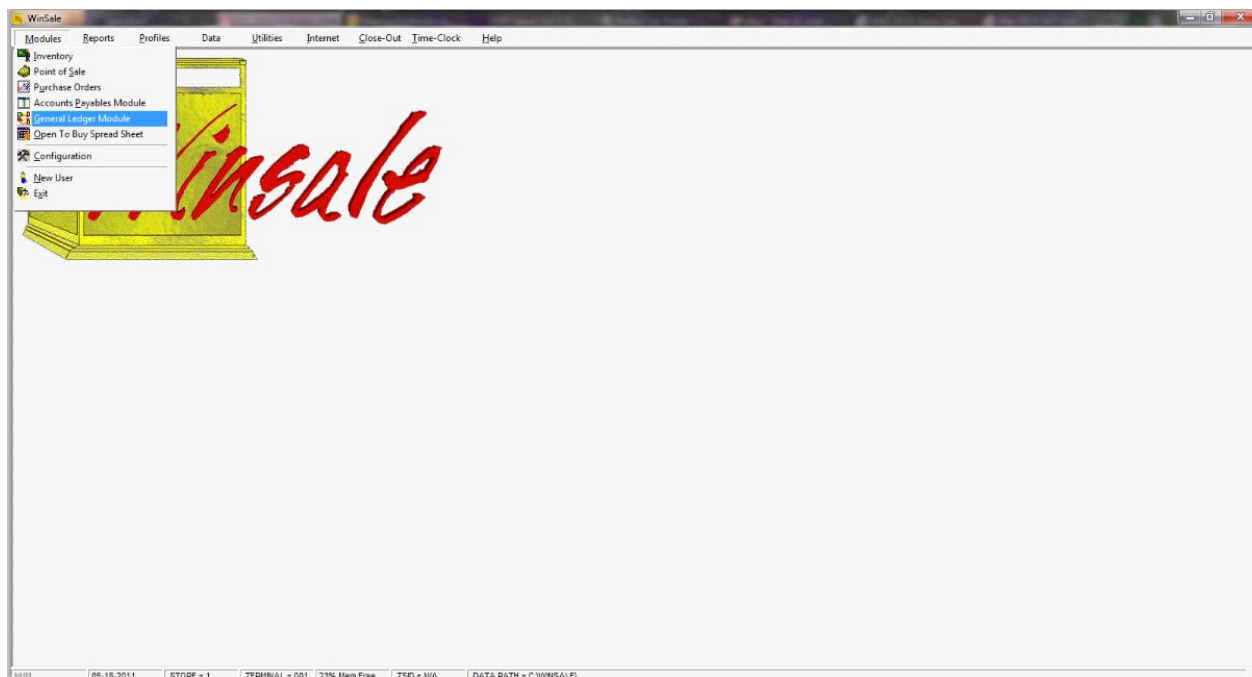 WinSale
Modules Reports Profiles Data Utilities Internet Close-Out Time-Clock Help
Inventory
Point of Sale
Purchase Orders
Accounts Payables Module
General Ledger Module
Open To Buy Spread Sheet
Configuration
New User
Exit
Winsale
NUM 05-18-2011 STORE = 1 TERMINAL = 001 23% Mem Free TSID = N/A DATA PATH = C:\WINSALE\